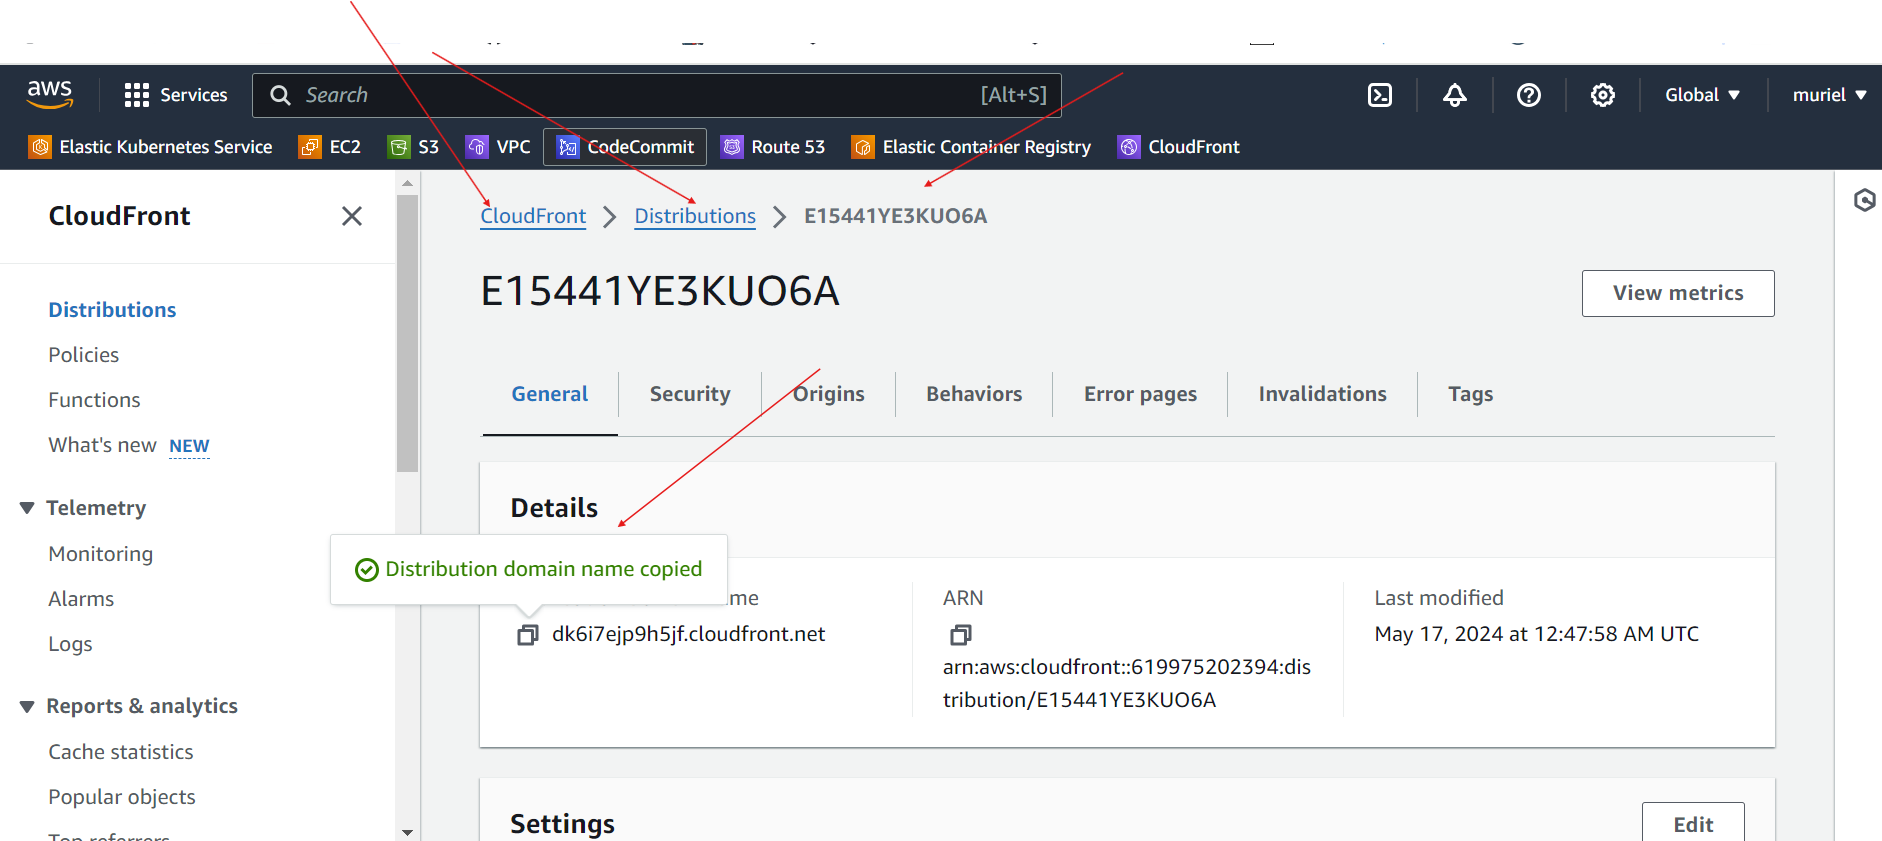 aws
Services
Search
[Alt+S]
Global
muriel
Elastic Kubernetes Service
EC2
S3
VPC
CodeCommit
Route 53
Elastic Container Registry
CloudFront
CloudFront
Distributions
Policies
Functions
What's new NEW
Telemetry
Monitoring
Alarms
Logs
Reports & analytics
Cache statistics
Popular objects
Top referrers
CloudFront > Distributions > E15441YE3KUO6A
E15441YE3KUO6A
View metrics
General
Security
Origins
Behaviors
Error pages
Invalidations
Tags
Details
Distribution domain name copied
dk6i7ejp9h5jf.cloudfront.net
ARN
arn:aws:cloudfront::619975202394:dis
tribution/E15441YE3KUO6A
Last modified
May 17, 2024 at 12:47:58 AM UTC
Settings
Edit